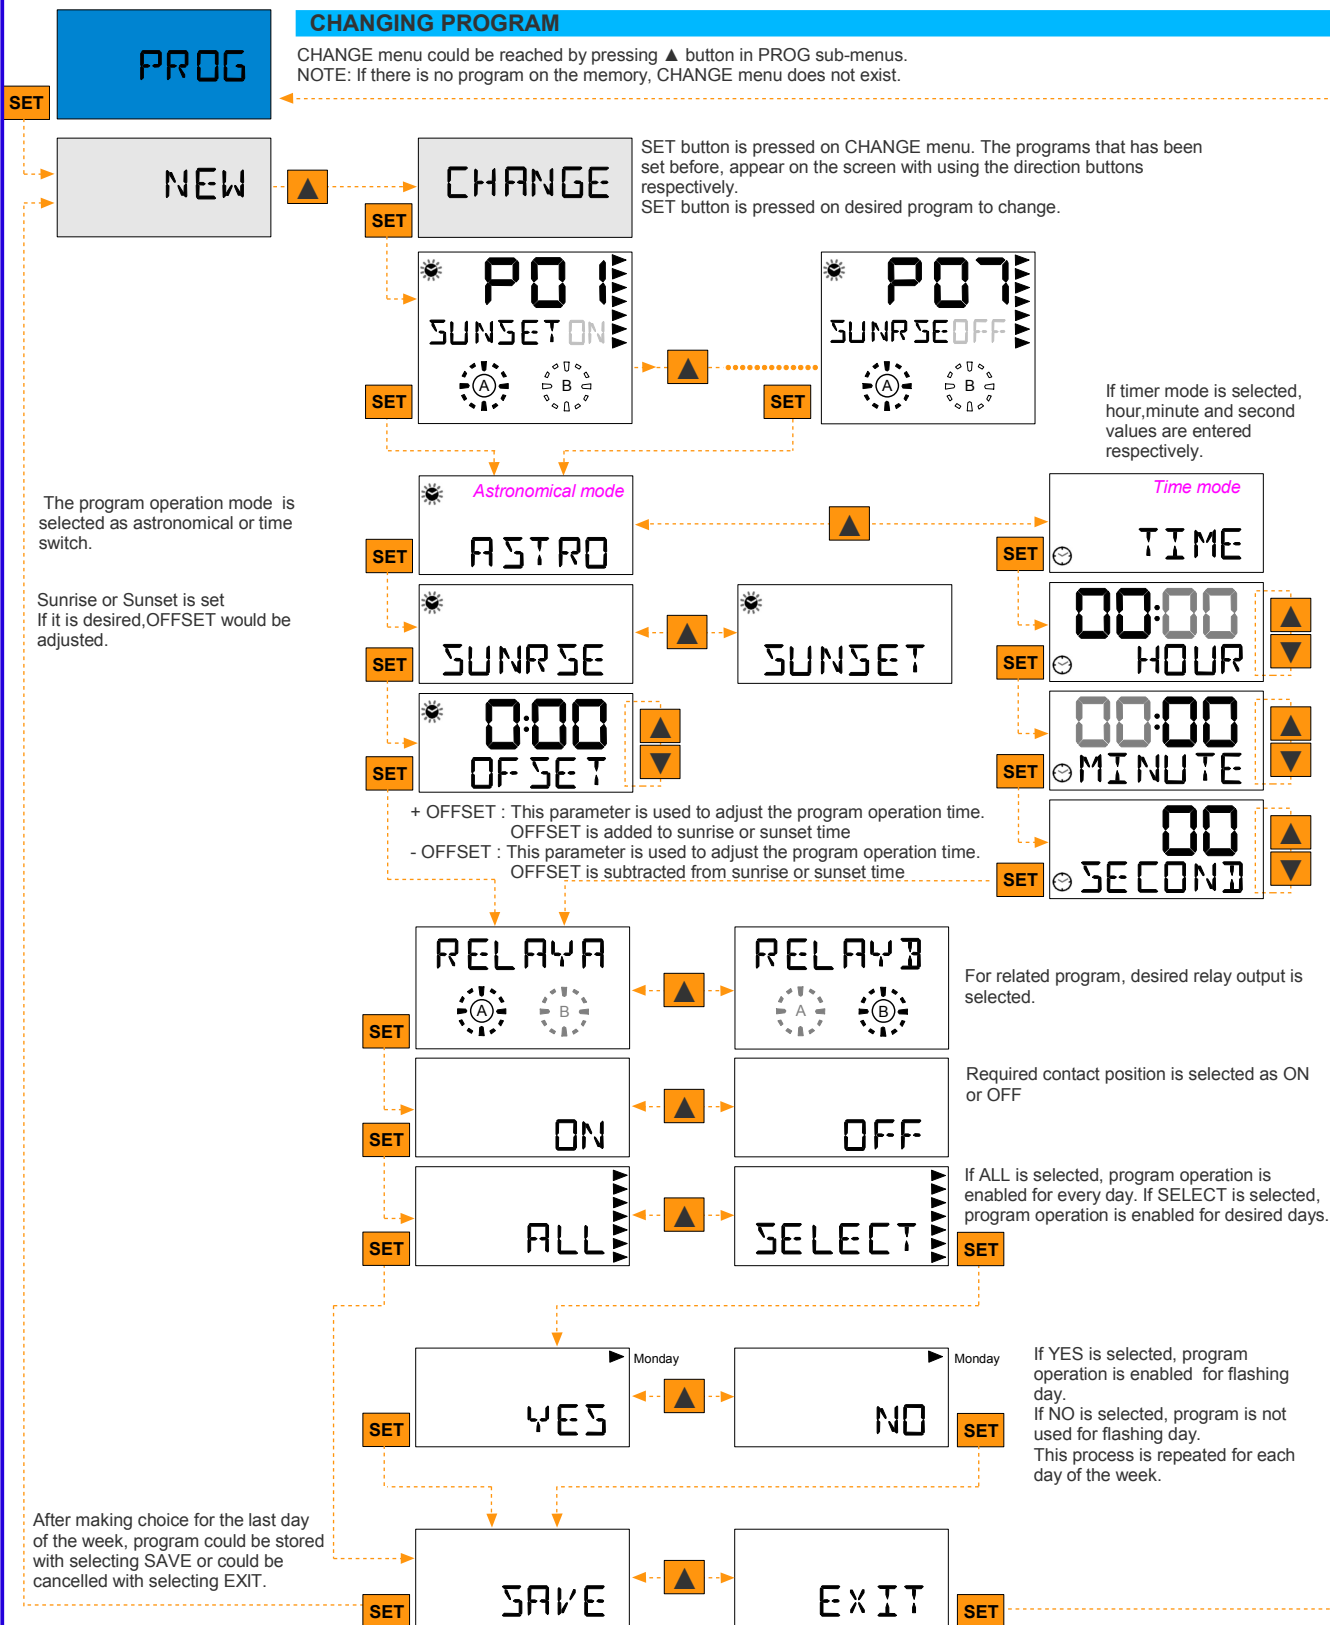 CHANGING PROGRAM
PROG
CHANGE menu could be reached by pressing ▲ button in PROG sub-menus.
NOTE: If there is no program on the memory, CHANGE menu does not exist.
SET
NEW
▲
CHANGE
SET
SET button is pressed on CHANGE menu. The programs that has been
set before, appear on the screen with using the direction buttons
respectively.
SET button is pressed on desired program to change.
P01
SUNSET ON
A B
SET
▲
P07
SUNRSE OFF
A B
SET
If timer mode is selected,
hour,minute and second
values are entered
respectively.
The program operation mode is
selected as astronomical or time
switch.
Astronomical mode
ASTRO
SET
▲
Time mode
TIME
SET
Sunrise or Sunset is set
If it is desired,OFFSET would be
adjusted.
SUNRSE
SET
▲
SUNSET
00:00
HOUR
SET
▲
▼
0:00
OFSET
SET
▲
▼
00:00
MINUTE
SET
▲
▼
+ OFFSET : This parameter is used to adjust the program operation time.
OFFSET is added to sunrise or sunset time
- OFFSET : This parameter is used to adjust the program operation time.
OFFSET is subtracted from sunrise or sunset time
00
SECOND
SET
▲
▼
RELAYA
A B
SET
▲
RELAYB
A B
For related program, desired relay output is
selected.
ON
SET
▲
OFF
Required contact position is selected as ON
or OFF
ALL
SET
▲
SELECT
SET
If ALL is selected, program operation is
enabled for every day. If SELECT is selected,
program operation is enabled for desired days.
Monday
YES
SET
▲
Monday
NO
SET
If YES is selected, program
operation is enabled for flashing
day.
If NO is selected, program is not
used for flashing day.
This process is repeated for each
day of the week.
After making choice for the last day
of the week, program could be stored
with selecting SAVE or could be
cancelled with selecting EXIT.
SAVE
SET
▲
EXIT
SET